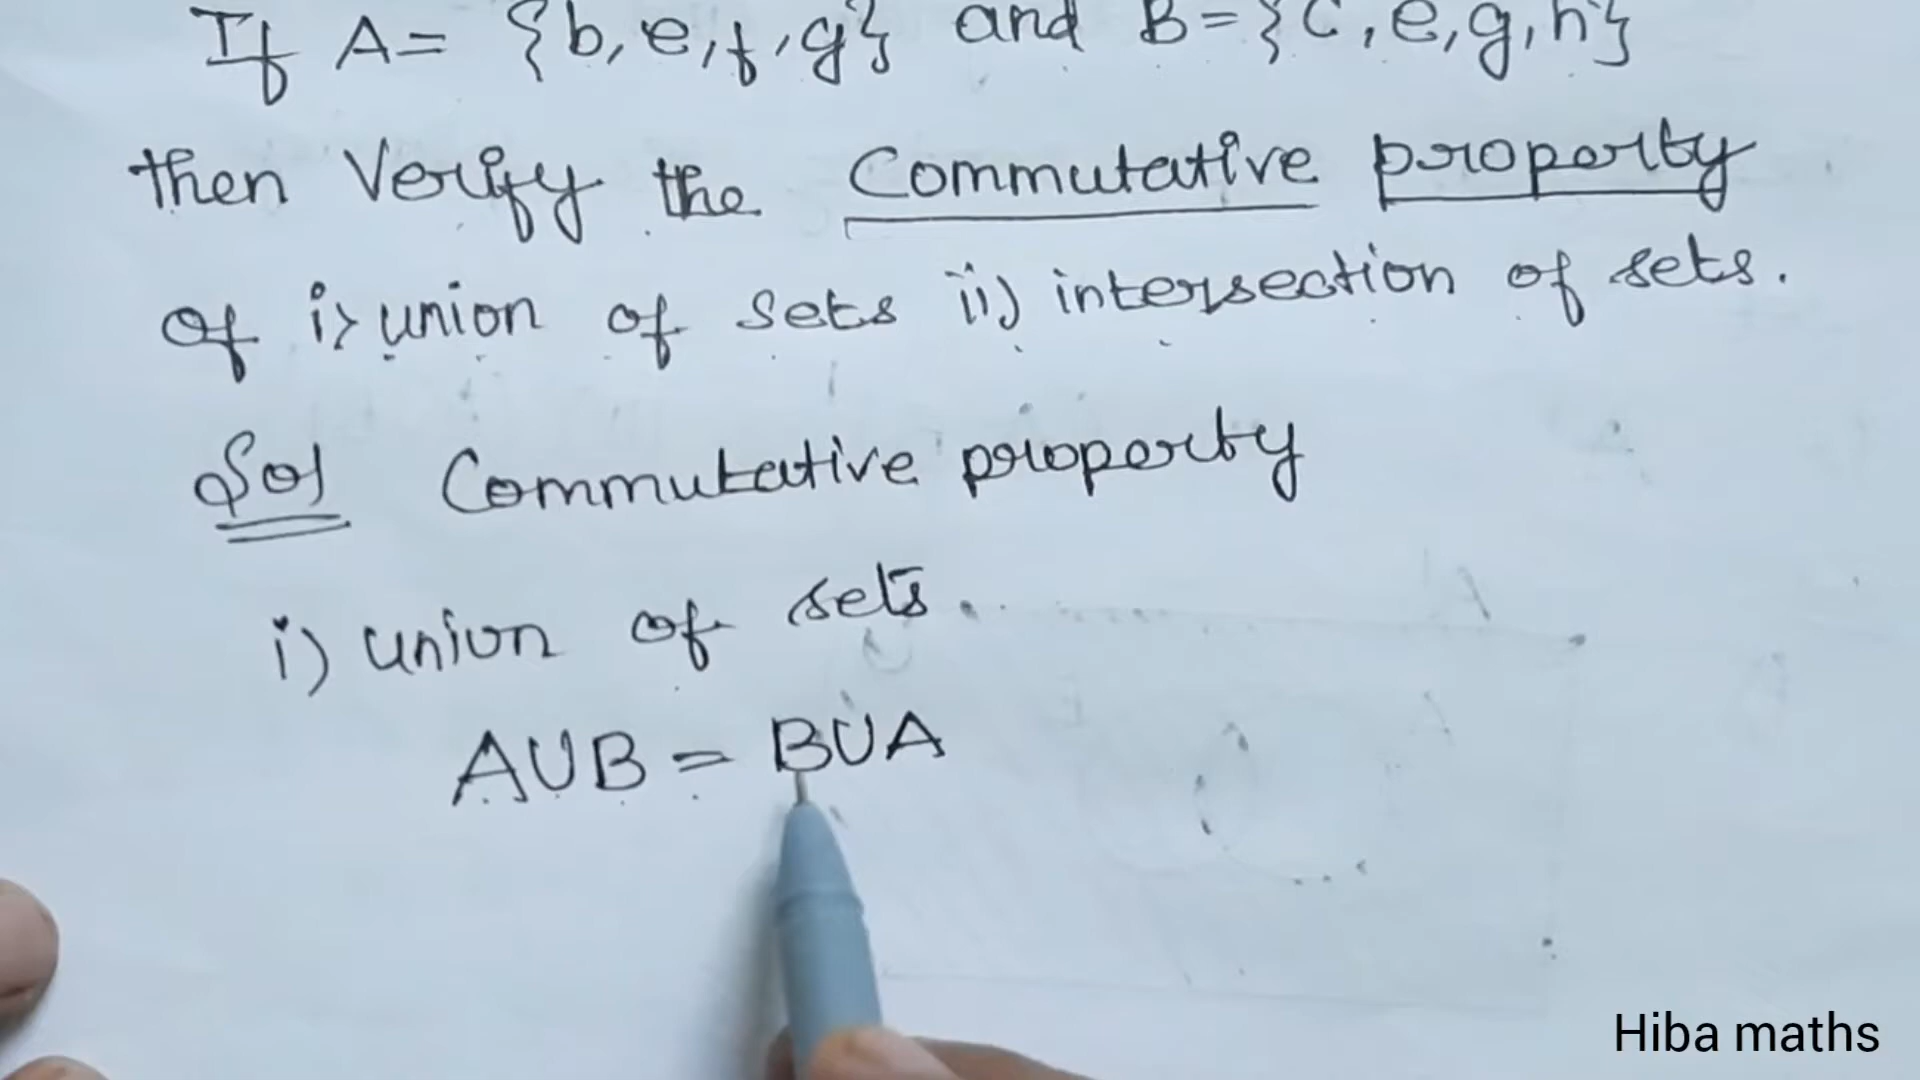 If A= {b, e, f, g} and B= {c, e, g, h}
then Verify the Commutative property
of i) union of sets ii) intersection of sets.
Sol Commutative property
i) union of sets.
AUB = BUA
Hiba maths